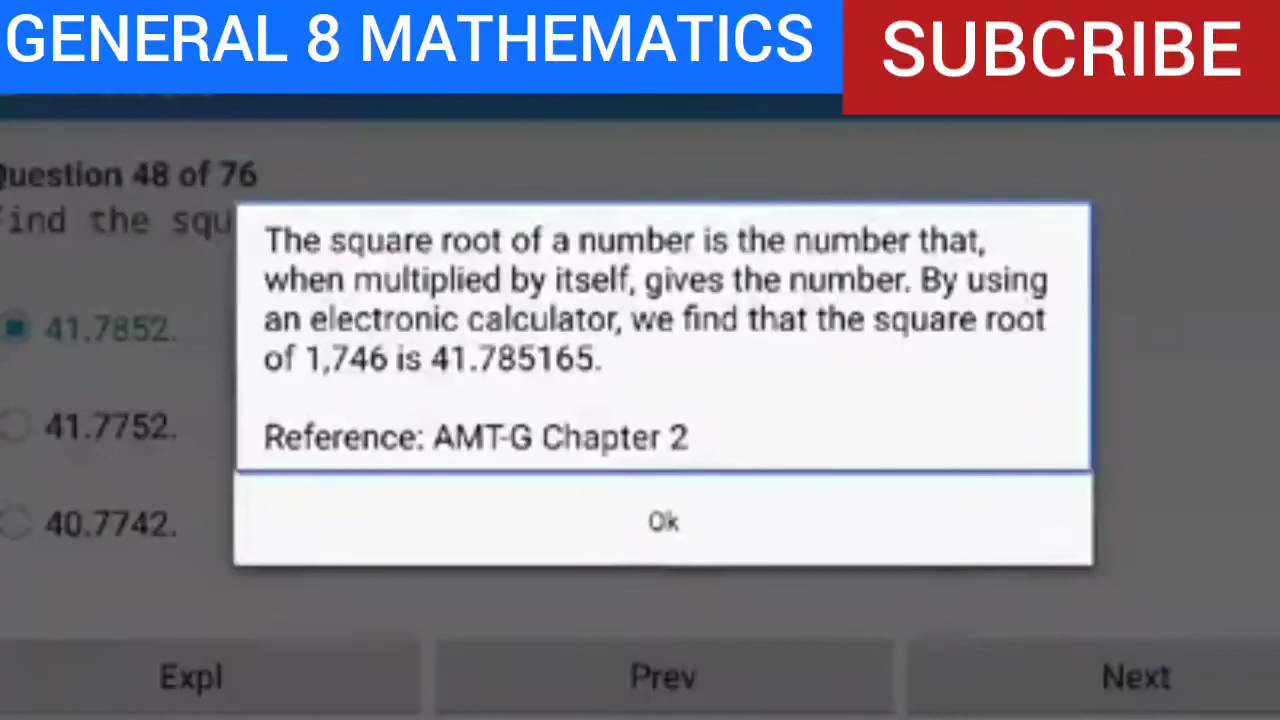 GENERAL 8 MATHEMATICS
SUBCRIBE
Question 48 of 76
Find the squ
The square root of a number is the number that,
when multiplied by itself, gives the number. By using
an electronic calculator, we find that the square root
of 1,746 is 41.785165.
Reference: AMT-G Chapter 2
41.7852.
41.7752.
40.7742.
Ok
Expl
Prev
Next